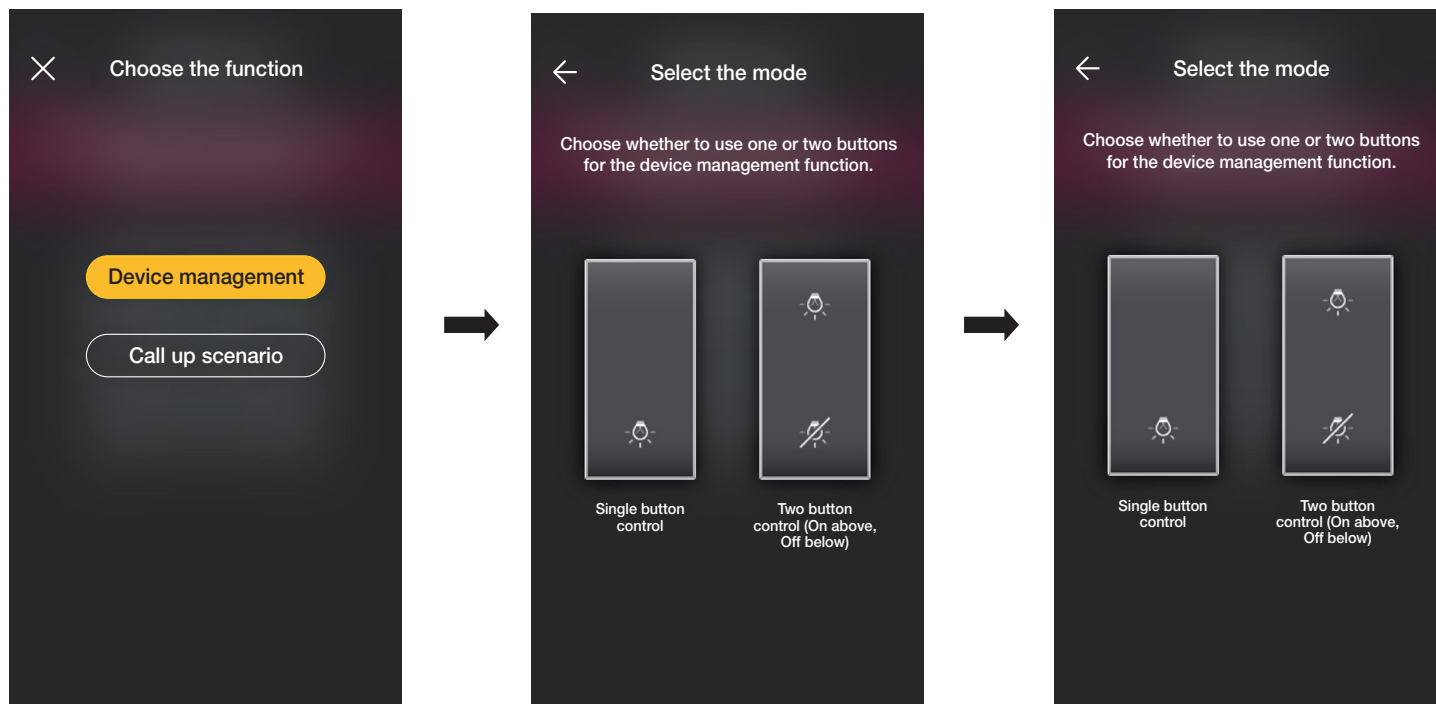 Choose the function
Device management
Call up scenario
Select the mode
Choose whether to use one or two buttons
for the device management function.
Single button
control
Two button
control (On above,
Off below)
Select the mode
Choose whether to use one or two buttons
for the device management function.
Single button
control
Two button
control (On above,
Off below)